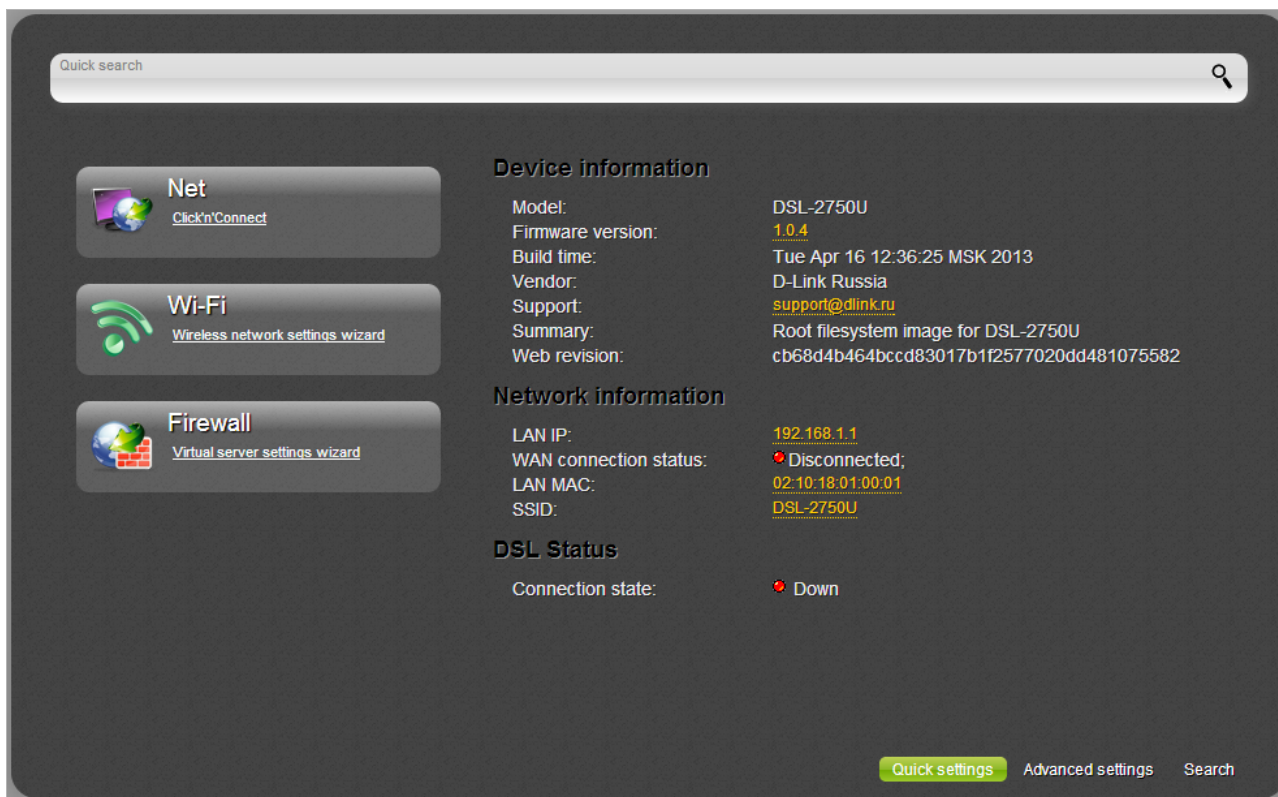 Quick search
Net
Click'n'Connect
Wi-Fi
Wireless network settings wizard
Firewall
Virtual server settings wizard
Device information
Model: DSL-2750U
Firmware version: 1.0.4
Build time: Tue Apr 16 12:36:25 MSK 2013
Vendor: D-Link Russia
Support: support@dlink.ru
Summary: Root filesystem image for DSL-2750U
Web revision: cb68d4b464bccd83017b1f2577020dd481075582
Network information
LAN IP: 192.168.1.1
WAN connection status: Disconnected;
LAN MAC: 02:10:18:01:00:01
SSID: DSL-2750U
DSL Status
Connection state: Down
Quick settings Advanced settings Search